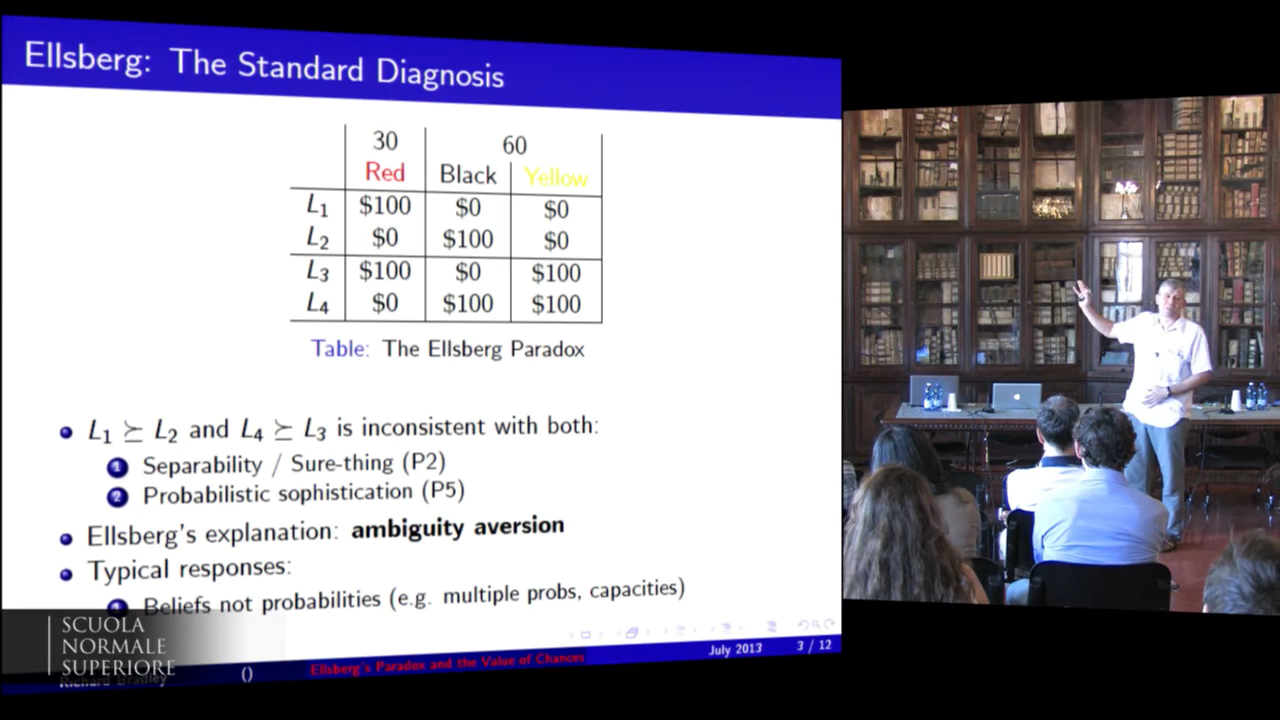 Ellsberg: The Standard Diagnosis
30 60
Red Black Yellow
L1 $100 $0 $0
L2 $0 $100 $0
L3 $100 $0 $100
L4 $0 $100 $100
Table: The Ellsberg Paradox
L1 ⪰ L2 and L4 ⪰ L3 is inconsistent with both:
1 Separability / Sure-thing (P2)
2 Probabilistic sophistication (P5)
Ellsberg's explanation: ambiguity aversion
Typical responses:
Beliefs not probabilities (e.g. multiple probs, capacities)
SCUOLA
NORMALE
SUPERIORE
Richard Bradley () Ellsberg's Paradox and the Value of Chances July 2013 3 / 12